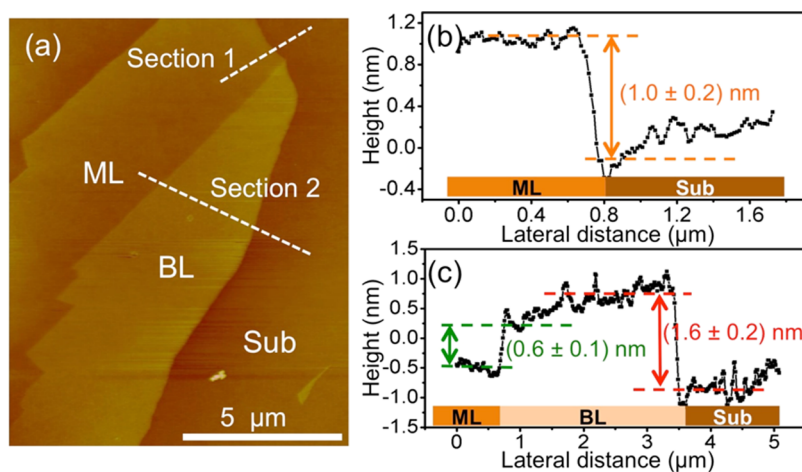 (a)
Section 1
ML
Section 2
BL
Sub
5 μm
(b)
Height (nm)
1.2
0.8
0.4
0.0
-0.4
(1.0 ± 0.2) nm
ML
Sub
0.0 0.4 0.8 1.2 1.6
Lateral distance (μm)
(c)
Height (nm)
1.5
1.0
0.5
0.0
-0.5
-1.0
-1.5
(0.6 ± 0.1) nm
(1.6 ± 0.2) nm
ML
BL
Sub
0 1 2 3 4 5
Lateral distance (μm)